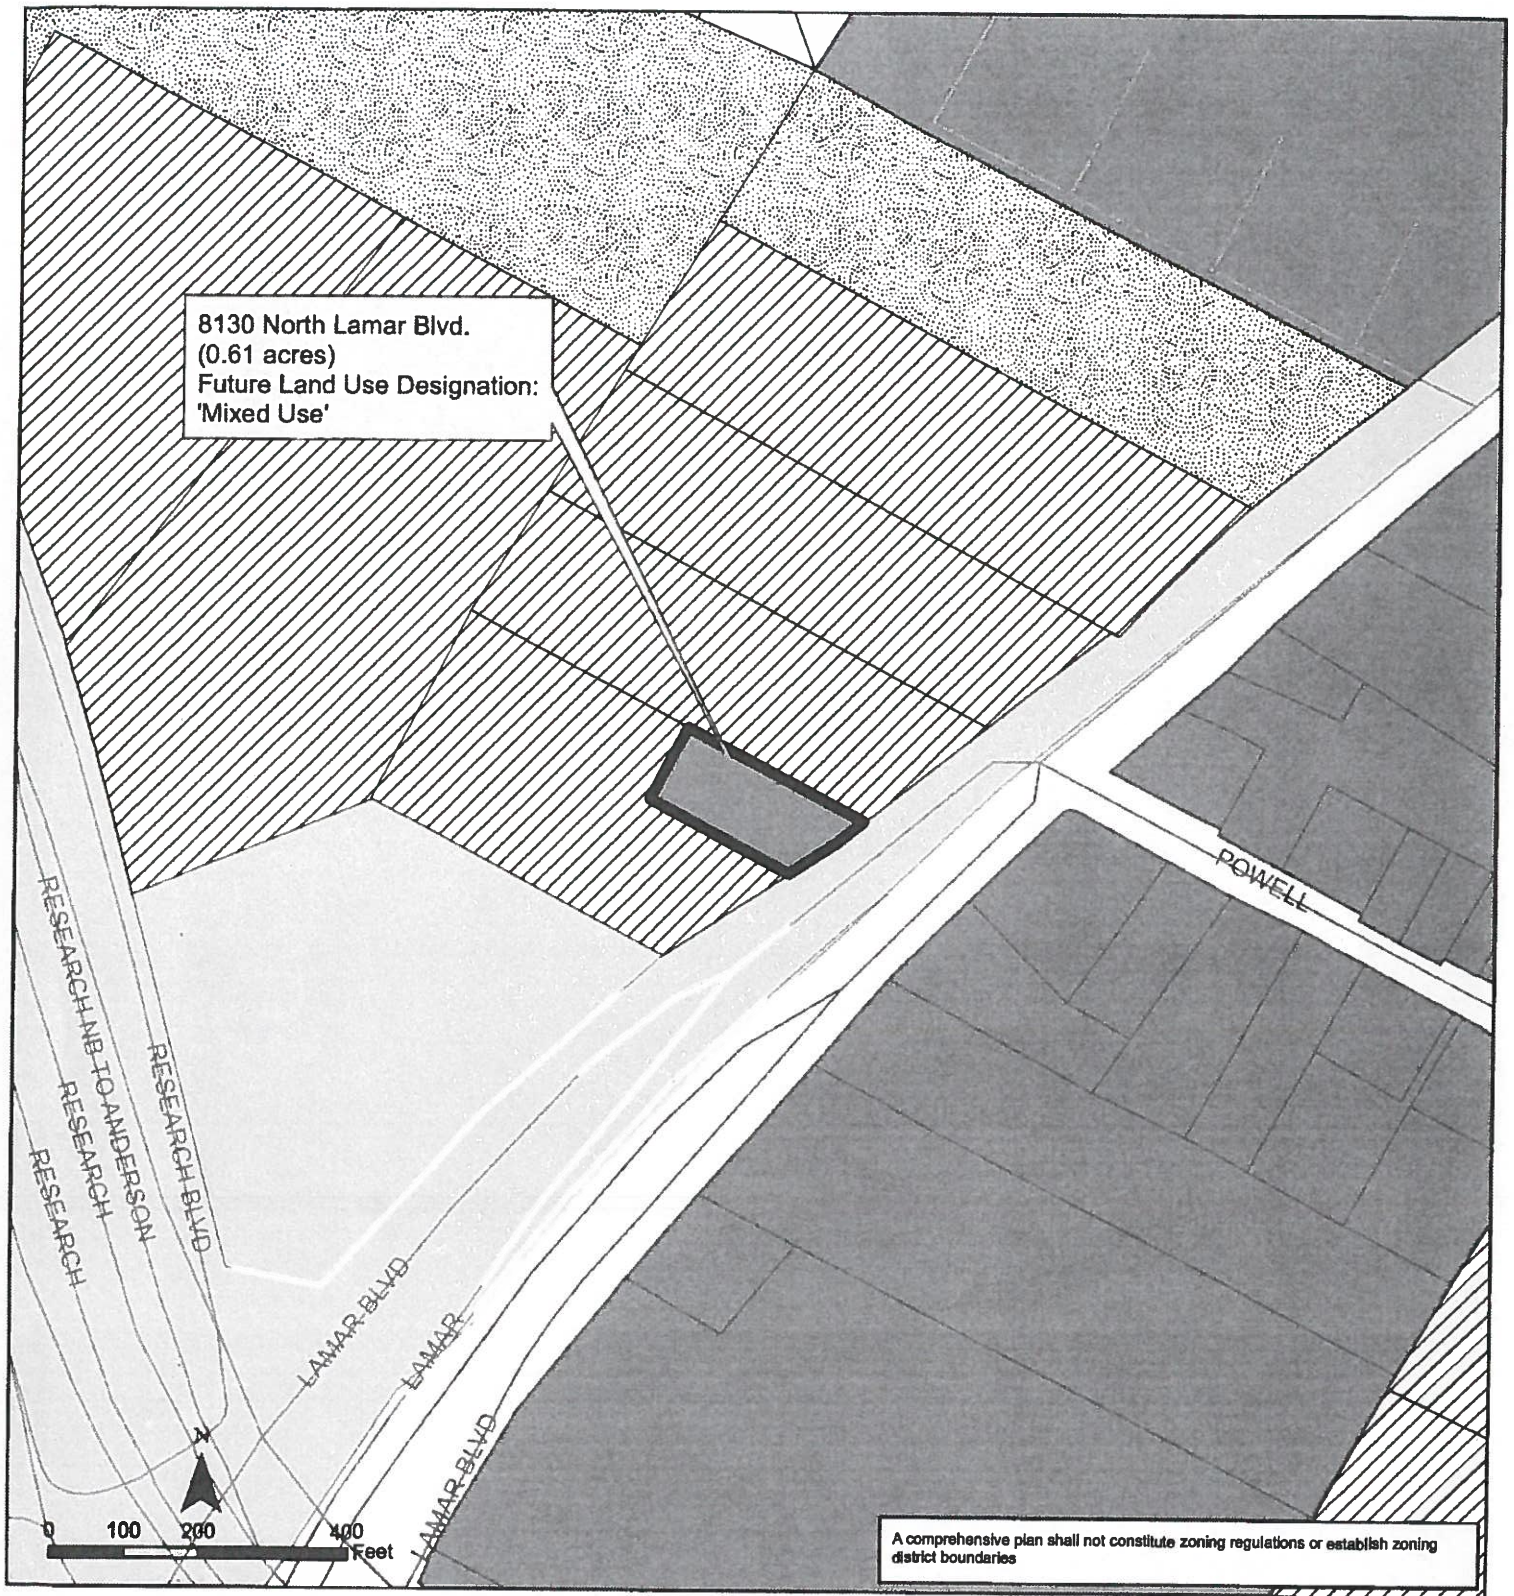 8130 North Lamar Blvd.
(0.61 acres)
Future Land Use Designation:
'Mixed Use'
POWELL
RESEARCH NB TO ANDERSON
RESEARCH BLVD
RESEARCH
RESEARCH
LAMAR BLVD
LAMAR
LAMAR BLVD
N
0 100 200 400
Feet
A comprehensive plan shall not constitute zoning regulations or establish zoning
district boundaries